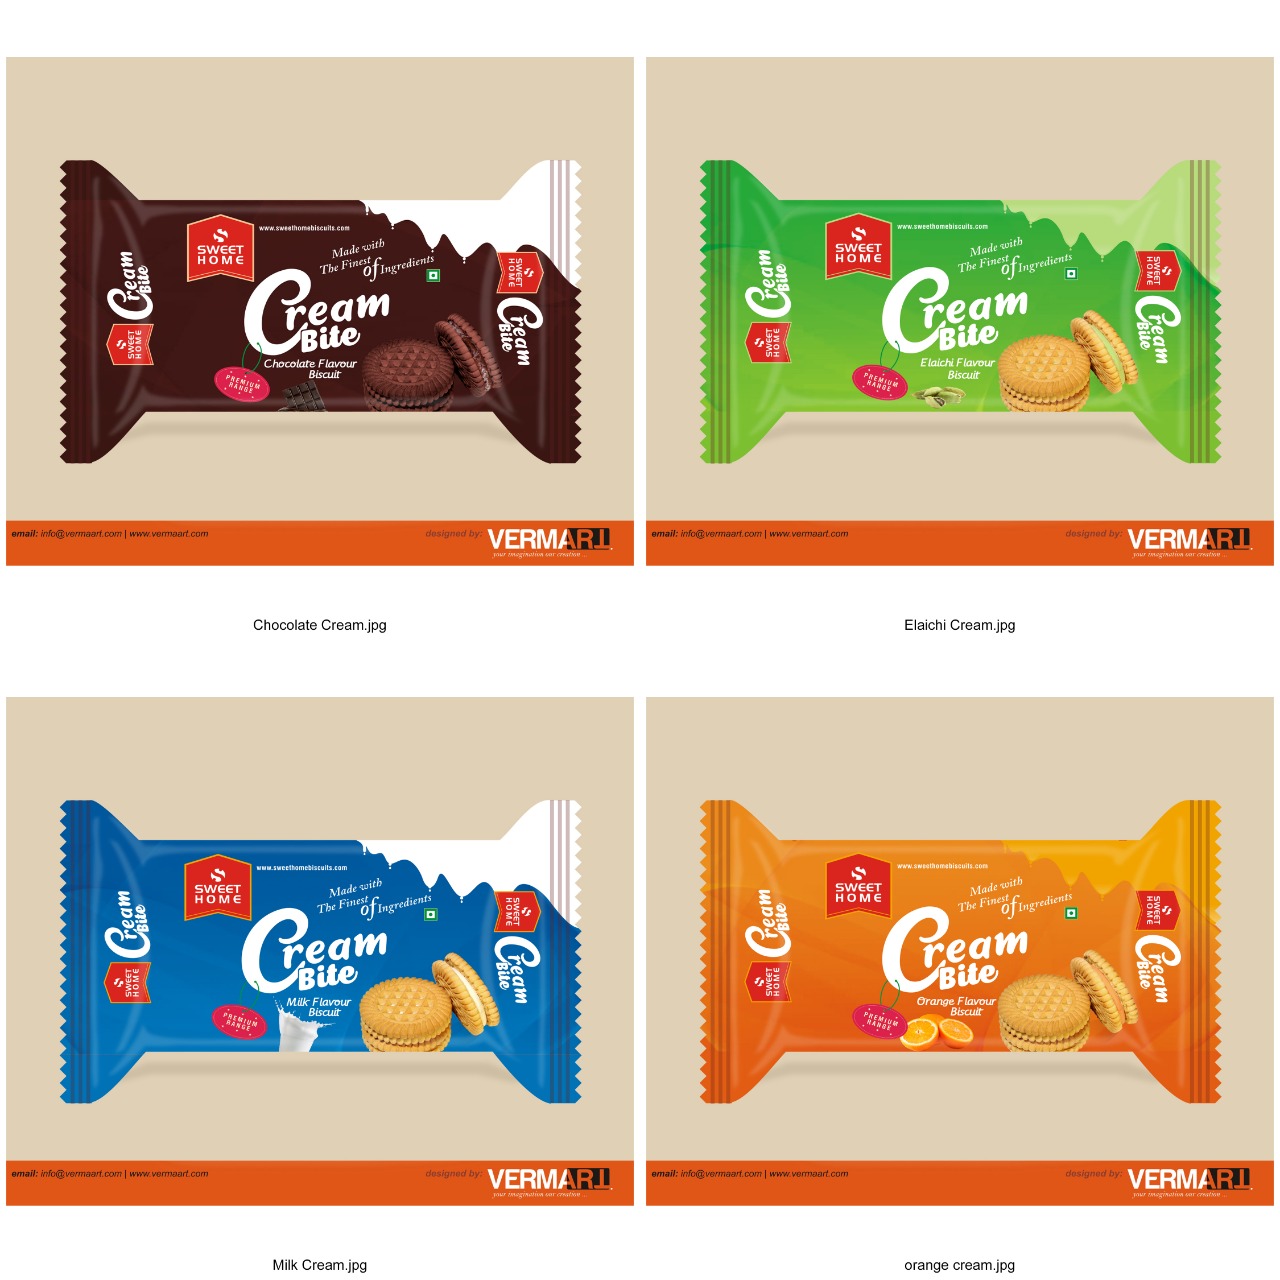 www.sweethomebiscuits.com
SWEET
HOME
Made with
The Finest of Ingredients
Cream
Bite
SWEET
HOME
Cream
Bite
SWEET
HOME
Cream
Bite
Chocolate Flavour
Biscuit
PREMIUM
RANGE
email: info@vermaart.com | www.vermaart.com
designed by: VERMAART
your imagination our creation ...
Chocolate Cream.jpg
www.sweethomebiscuits.com
SWEET
HOME
Made with
The Finest of Ingredients
Cream
Bite
SWEET
HOME
Cream
Bite
SWEET
HOME
Cream
Bite
Elaichi Flavour
Biscuit
PREMIUM
RANGE
email: info@vermaart.com | www.vermaart.com
designed by: VERMAART
your imagination our creation ...
Elaichi Cream.jpg
www.sweethomebiscuits.com
SWEET
HOME
Made with
The Finest of Ingredients
Cream
Bite
SWEET
HOME
Cream
Bite
SWEET
HOME
Cream
Bite
Milk Flavour
Biscuit
PREMIUM
RANGE
email: info@vermaart.com | www.vermaart.com
designed by: VERMAART
your imagination our creation ...
Milk Cream.jpg
www.sweethomebiscuits.com
SWEET
HOME
Made with
The Finest of Ingredients
Cream
Bite
SWEET
HOME
Cream
Bite
SWEET
HOME
Cream
Bite
Orange Flavour
Biscuit
PREMIUM
RANGE
email: info@vermaart.com | www.vermaart.com
designed by: VERMAART
your imagination our creation ...
orange cream.jpg